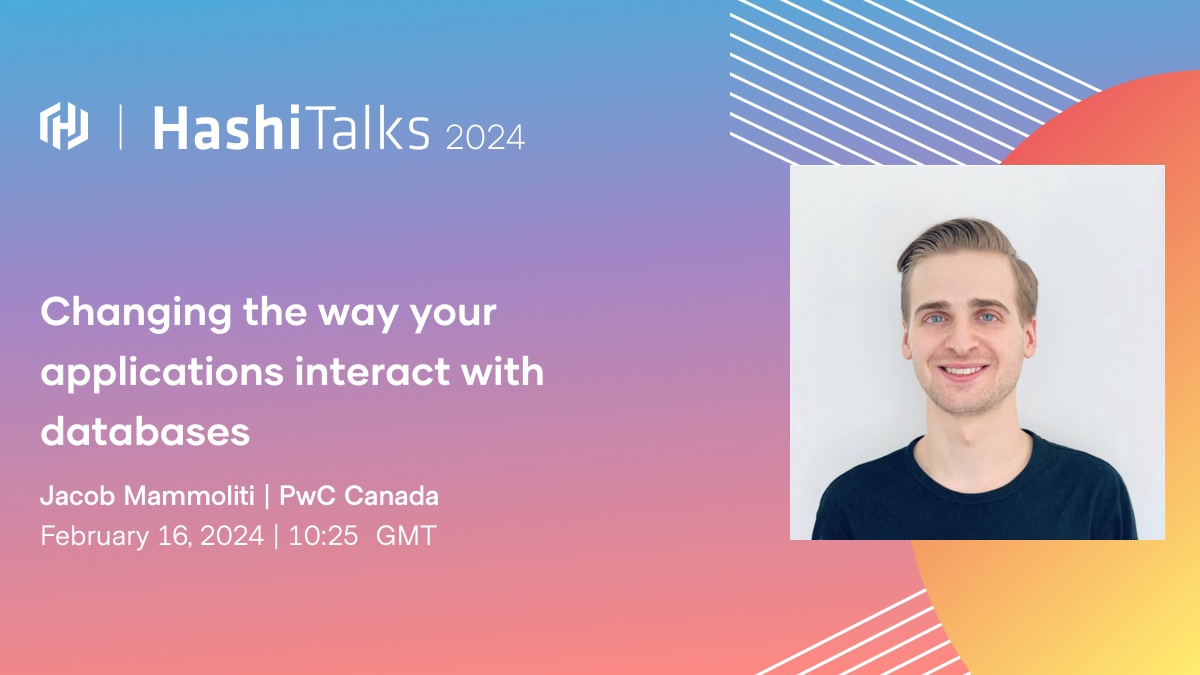 HashiTalks 2024
Changing the way your
applications interact with
databases
Jacob Mammoliti | PwC Canada
February 16, 2024 | 10:25 GMT